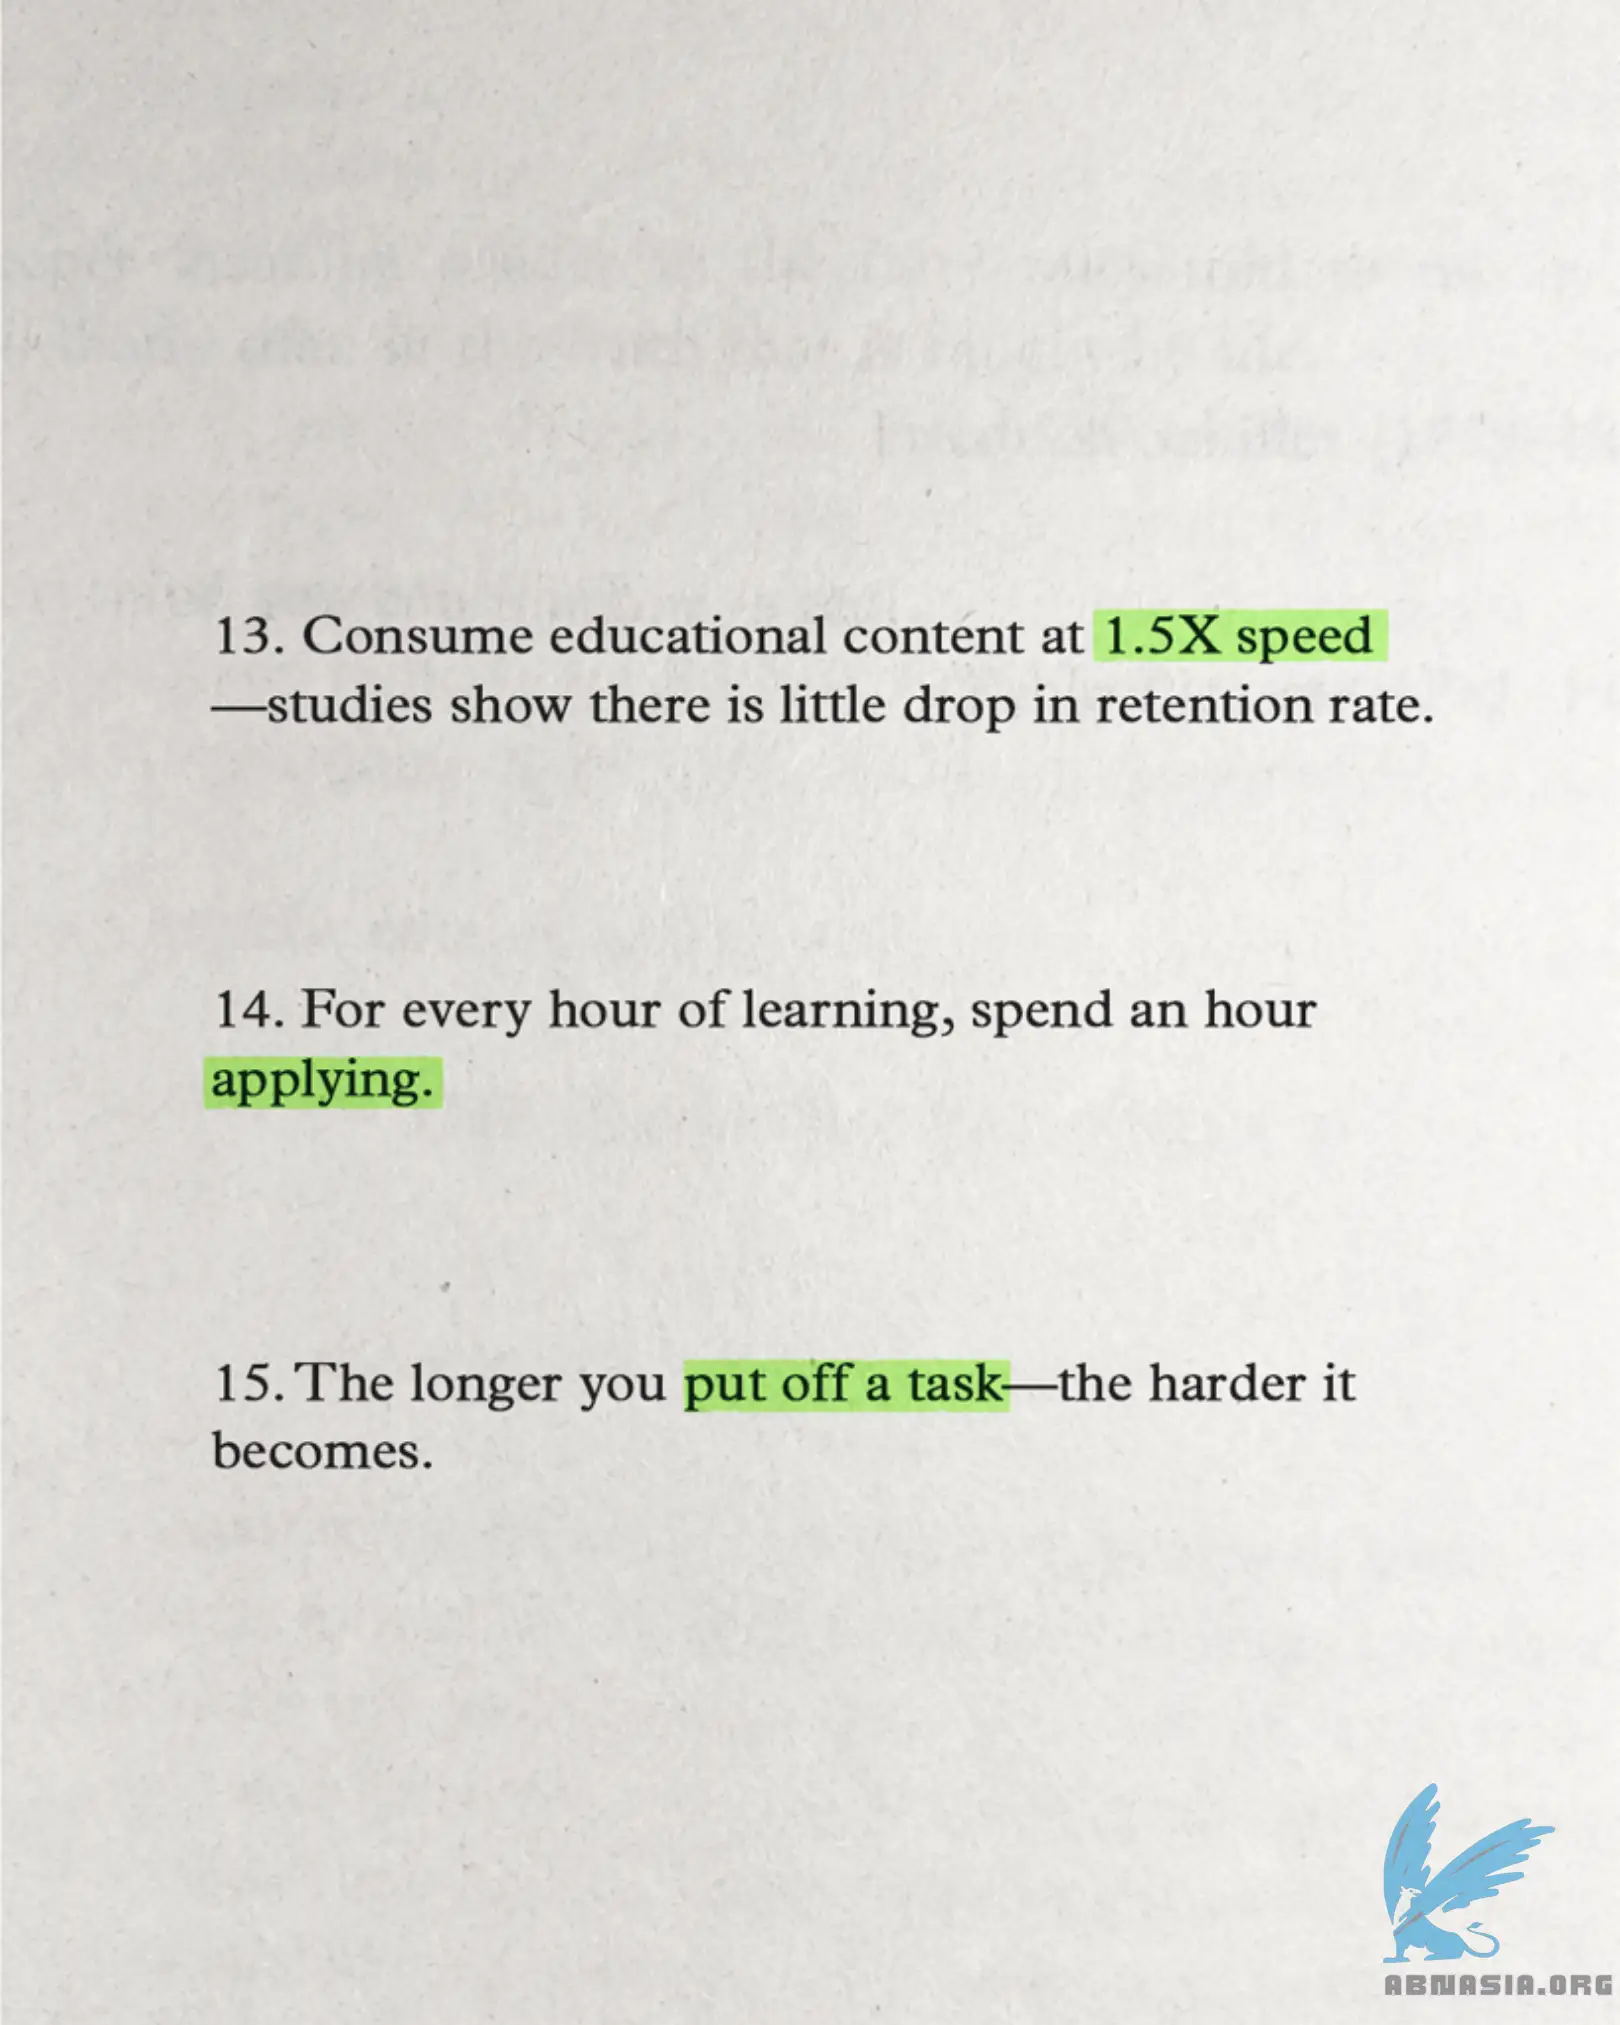 13. Consume educational content at 1.5X speed
—studies show there is little drop in retention rate.
14. For every hour of learning, spend an hour
applying.
15. The longer you put off a task—the harder it
becomes.
ABNASIA.ORG